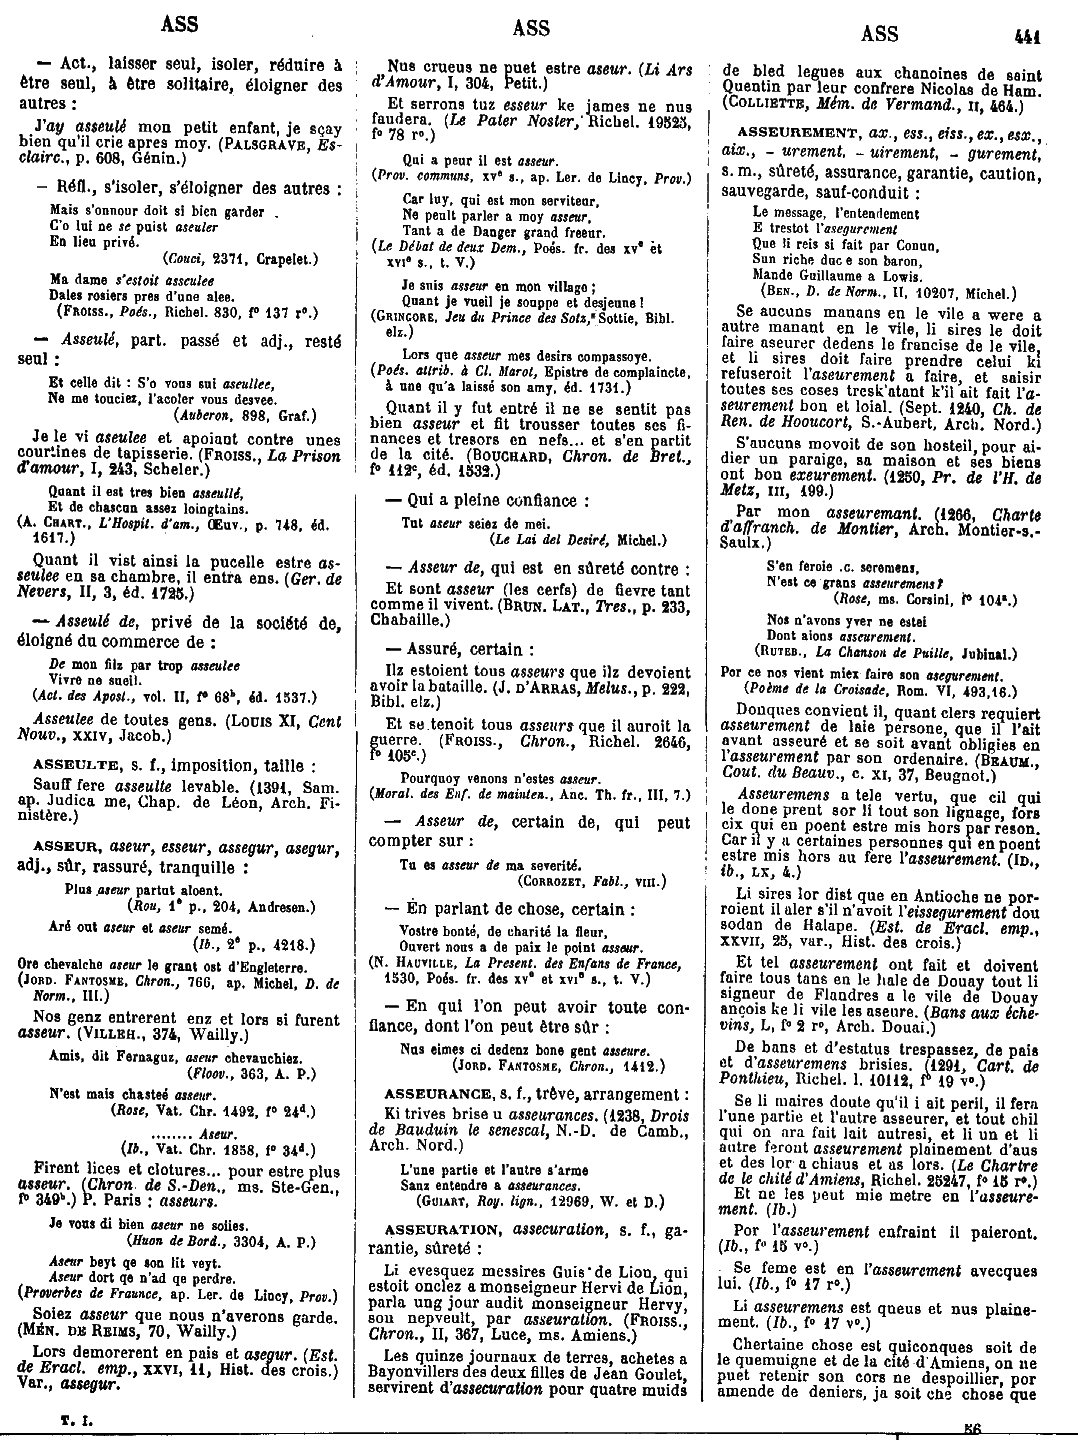 ASS
ASS
ASS
441
— Act., laisser seul, isoler, réduire à
être seul, à être solitaire, éloigner des
autres :
J'ay asseulé mon petit enfant, je sçay
bien qu'il crie apres moy. (PALSGRAVE, Es-
clairc., p. 608, Génin.)
— Réfl., s'isoler, s'éloigner des autres :
Mais s'onnour doit si bien garder
C'o lui ne se puist aseuler
En lieu privé.
(Couci, 2371, Crapelet.)
Ma dame s'estoit asseulee
Dales rosiers pres d'une alee.
(FROISS., Poés., Richel. 830, f° 137 r°.)
— Asseulé, part. passé et adj., resté
seul :
Et celle dit : S'o vous sui aseullee,
Ne me touciez, l'acoler vous desvee.
(Auberon, 898, Graf.)
Je le vi aseulee et apoiant contre unes
courtines de tapisserie. (FROISS., La Prison
d'amour, I, 243, Scheler.)
Quant il est tres bien asseullé,
Et de chascun assez loingtains.
(A. CHART., L'Hospit. d'am., Œuv., p. 748, éd.
1617.)
Quant il vist ainsi la pucelle estre as-
seulee en sa chambre, il entra ens. (Ger. de
Nevers, II, 3, éd. 1725.)
— Asseulé de, privé de la société de,
éloigné du commerce de :
De mon filz par trop asseulee
Vivre ne sueil.
(Act. des Apost., vol. II, f° 68ᵇ, éd. 1537.)
Asseulee de toutes gens. (LOUIS XI, Cent
Nouv., XXIV, Jacob.)
ASSEULTE, s. f., imposition, taille :
Sauff fere asseulte levable. (1391, Sam.
ap. Judica me, Chap. de Léon, Arch. Fi-
nistère.)
ASSEUR, aseur, esseur, assegur, asegur,
adj., sûr, rassuré, tranquille :
Plus aseur partut aloent.
(Rou, 1ᵉ p., 204, Andresen.)
Aré out aseur et aseur semé.
(Ib., 2ᵉ p., 4218.)
Ore chevalche aseur le grant ost d'Engleterre.
(JORD. FANTOSME, Chron., 766, ap. Michel, D. de
Norm., III.)
Nos genz entrerent enz et lors si furent
asseur. (VILLEH., 374, Wailly.)
Amis, dit Fernaguz, aseur chevauchiez.
(Floov., 363, A. P.)
N'est mais chasteé asseur.
(Rose, Vat. Chr. 1492, f° 24ᵈ.)
........ Aseur.
(Ib., Vat. Chr. 1858, f° 34ᵈ.)
Firent lices et clotures... pour estre plus
asseur. (Chron. de S.-Den., ms. Ste-Gen.,
f° 349ᵇ.) P. Paris : asseurs.
Je vous di bien aseur ne soiies.
(Huon de Bord., 3304, A. P.)
Aseur beyt qe son lit veyt.
Aseur dort qe n'ad qe perdre.
(Proverbes de Fraunce, ap. Ler. de Lincy, Prov.)
Soiez asseur que nous n'averons garde.
(MÉN. DE REIMS, 70, Wailly.)
Lors demorerent en pais et asegur. (Est.
de Eracl. emp., XXVI, 11, Hist. des crois.)
Var., assegur.
T. I.
Nus crueus ne puet estre aseur. (Li Ars
d'Amour, I, 304, Petit.)
Et serrons tuz esseur ke james ne nus
faudera. (Le Pater Noster, Richel. 19525,
f° 78 r°.)
Qui a peur il est asseur.
(Prov. communs, XVᵉ s., ap. Ler. de Lincy, Prov.)
Car luy, qui est mon serviteur,
Ne peult parler a moy asseur,
Tant a de Danger grand freeur.
(Le Débat de deux Dem., Poés. fr. des XVᵉ et
XVIᵉ s., t. V.)
Je suis asseur en mon village ;
Quant je vueil je souppe et desjeune !
(GRINGORE, Jeu du Prince des Sotz, Sottie, Bibl.
elz.)
Lors que asseur mes desirs compassoye.
(Poés. attrib. à Cl. Marot, Epistre de complaincte,
à une qu'a laissé son amy, éd. 1731.)
Quant il y fut entré il ne se sentit pas
bien asseur et fit trousser toutes ses fi-
nances et tresors en nefs... et s'en partit
de la cité. (BOUCHARD, Chron. de Bret.,
f° 112ᶜ, éd. 1532.)
— Qui a pleine confiance :
Tut aseur seiez de mei.
(Le Lai del Desiré, Michel.)
— Asseur de, qui est en sûreté contre :
Et sont asseur (les cerfs) de fievre tant
comme il vivent. (BRUN. LAT., Tres., p. 233,
Chabaille.)
— Assuré, certain :
Ilz estoient tous asseurs que ilz devoient
avoir la bataille. (J. D'ARRAS, Melus., p. 222,
Bibl. elz.)
Et se tenoit tous asseurs que il auroit la
guerre. (FROISS., Chron., Richel. 2646,
f° 105ᶜ.)
Pourquoy venons n'estes asseur.
(Moral. des Enf. de mainten., Anc. Th. fr., III, 7.)
— Asseur de, certain de, qui peut
compter sur :
Tu es asseur de ma severité.
(CORROZET, Fabl., VIII.)
— En parlant de chose, certain :
Vostre bonté, de charité la fleur,
Ouvert nous a de paix le point asseur.
(N. HAUVILLE, La Present. des Enfans de France,
1530, Poés. fr. des XVᵉ et XVIᵉ s., t. V.)
— En qui l'on peut avoir toute con-
fiance, dont l'on peut être sûr :
Nus eimes ci dedenz bone gent asseure.
(JORD. FANTOSME, Chron., 1412.)
ASSEURANCE, s. f., trêve, arrangement :
Ki trives brise u asseurances. (1238, Drois
de Bauduin le senescal, N.-D. de Camb.,
Arch. Nord.)
L'une partie et l'autre s'arme
Sanz entendre a asseurances.
(GUIART, Roy. lign., 12969, W. et D.)
ASSEURATION, assecuration, s. f., ga-
rantie, sûreté :
Li evesquez messires Guis de Lion, qui
estoit onclez a monseigneur Hervi de Lion,
parla ung jour audit monseigneur Hervy,
son nepveult, par asseuration. (FROISS.,
Chron., II, 367, Luce, ms. Amiens.)
Les quinze journaux de terres, achetes a
Bayonvillers des deux filles de Jean Goulet,
servirent d'assecuration pour quatre muids
de bled legues aux chanoines de saint
Quentin par leur confrere Nicolas de Ham.
(COLLIETTE, Mém. de Vermand., II, 464.)
ASSEUREMENT, ax., ess., eiss., ex., esx.,
aix., - urement, - uirement, - gurement,
s. m., sûreté, assurance, garantie, caution,
sauvegarde, sauf-conduit :
Le message, l'entendement
E trestot l'asegurement
Que li reis si fait par Conun,
Sun riche duc e son baron,
Mande Guillaume a Lowis.
(BEN., D. de Norm., II, 10207, Michel.)
Se aucuns manans en le vile a were a
autre manant en le vile, li sires le doit
faire aseurer dedens le francise de le vile,
et li sires doit faire prendre celui ki
refuseroit l'aseurement a faire, et saisir
toutes ses coses tresk'atant k'il ait fait l'a-
seurement bon et loial. (Sept. 1240, Ch. de
Ren. de Hooucort, S.-Aubert, Arch. Nord.)
S'aucuns movoit de son hosteil, pour ai-
dier un paraige, sa maison et ses biens
ont bon exeurement. (1250, Pr. de l'H. de
Metz, III, 199.)
Par mon asseuremant. (1266, Charte
d'affranch. de Montier, Arch. Montier-s.-
Saulx.)
S'en feroie .c. seremens,
N'est ce grans asseuremens?
(Rose, ms. Corsini, f° 104ᵃ.)
Nos n'avons yver ne estei
Dont aions asseurement.
(RUTEB., La Chanson de Puille, Jubinal.)
Por ce nos vient miex faire son asegurement.
(Poème de la Croisade, Rom. VI, 493,16.)
Donques convient il, quant clers requiert
asseurement de laie persone, que il l'ait
avant asseuré et se soit avant obligies en
l'asseurement par son ordenaire. (BEAUM.,
Cout. du Beauv., c. XI, 37, Beugnot.)
Asseuremens a tele vertu, que cil qui
le done prent sor li tout son lignage, fors
cix qui en poent estre mis hors par reson.
Car il y a certaines personnes qui en poent
estre mis hors au fere l'asseurement. (ID.,
ib., LX, 4.)
Li sires lor dist que en Antioche ne por-
roient il aler s'il n'avoit l'eissegurement dou
sodan de Halape. (Est. de Eracl. emp.,
XXVII, 25, var., Hist. des crois.)
Et tel asseurement ont fait et doivent
faire tous tans en le hale de Douay tout li
signeur de Flandres a le vile de Douay
ançois ke li vile les aseure. (Bans aux éche-
vins, L, f° 2 r°, Arch. Douai.)
De bans et d'estatus trespassez, de pais
et d'asseuremens brisies. (1291, Cart. de
Ponthieu, Richel. l. 10112, f° 19 v°.)
Se li maires doute qu'il i ait peril, il fera
l'une partie et l'autre asseurer, et tout chil
qui on ara fait lait autresi, et li un et li
autre feront asseurement plainement d'aus
et des lor a chiaus et as lors. (Le Chartre
de le chité d'Amiens, Richel. 25247, f° 15 r°.)
Et ne les peut mie metre en l'asseure-
ment. (Ib.)
Por l'asseurement enfraint il paieront.
(Ib., f° 15 v°.)
Se feme est en l'asseurement avecques
lui. (Ib., f° 17 r°.)
Li asseuremens est queus et nus plaine-
ment. (Ib., f° 17 v°.)
Chertaine chose est quiconques soit de
le quemuigne et de la cité d'Amiens, on ne
puet retenir son cors ne despoillier, por
amende de deniers, ja soit che chose que
56